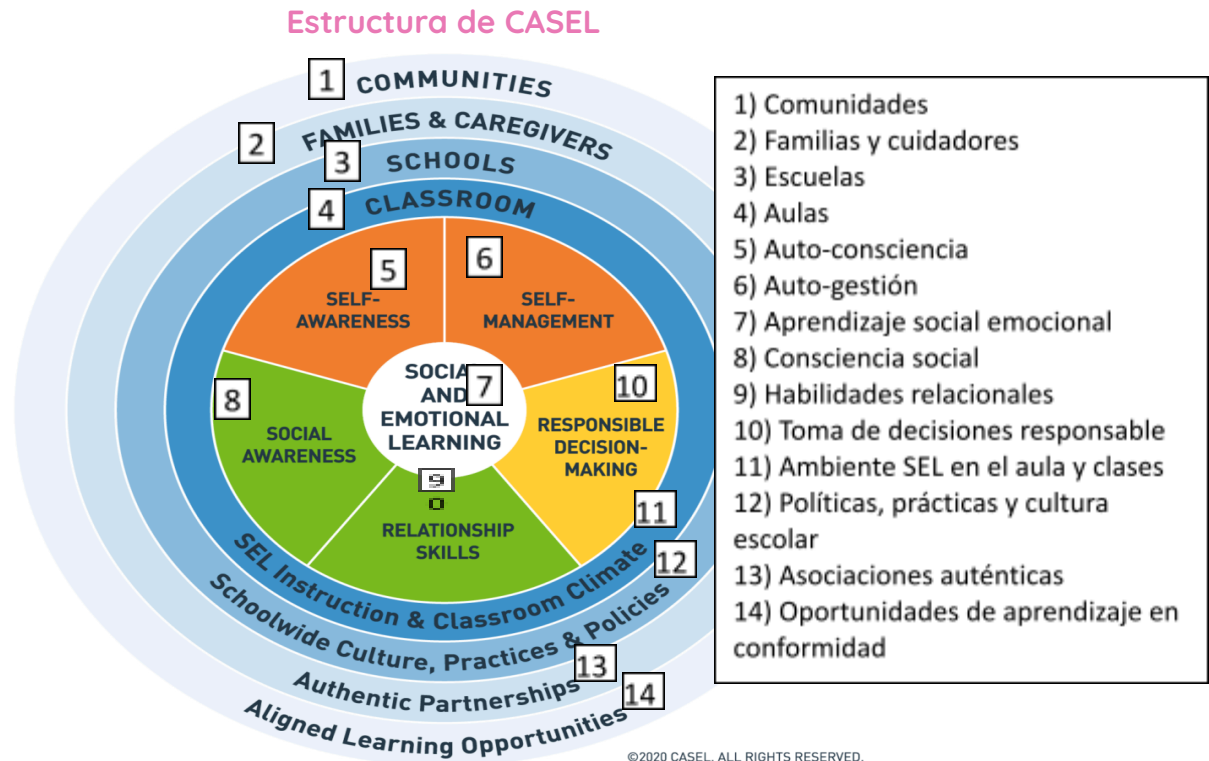 Estructura de CASEL
1 COMMUNITIES
2 FAMILIES & CAREGIVERS
3 SCHOOLS
4 CLASSROOM
5
SELF-
AWARENESS
6
SELF-
MANAGEMENT
SOCIA 7
AND
EMOTIONAL
LEARNING
8
SOCIAL
AWARENESS
10
RESPONSIBLE
DECISION-
MAKING
9
RELATIONSHIP
SKILLS
11
SEL Instruction & Classroom Climate
12
Schoolwide Culture, Practices & Policies
13
Authentic Partnerships
14
Aligned Learning Opportunities
1) Comunidades
2) Familias y cuidadores
3) Escuelas
4) Aulas
5) Auto-consciencia
6) Auto-gestión
7) Aprendizaje social emocional
8) Consciencia social
9) Habilidades relacionales
10) Toma de decisiones responsable
11) Ambiente SEL en el aula y clases
12) Políticas, prácticas y cultura
escolar
13) Asociaciones auténticas
14) Oportunidades de aprendizaje en
conformidad
©2020 CASEL. ALL RIGHTS RESERVED.